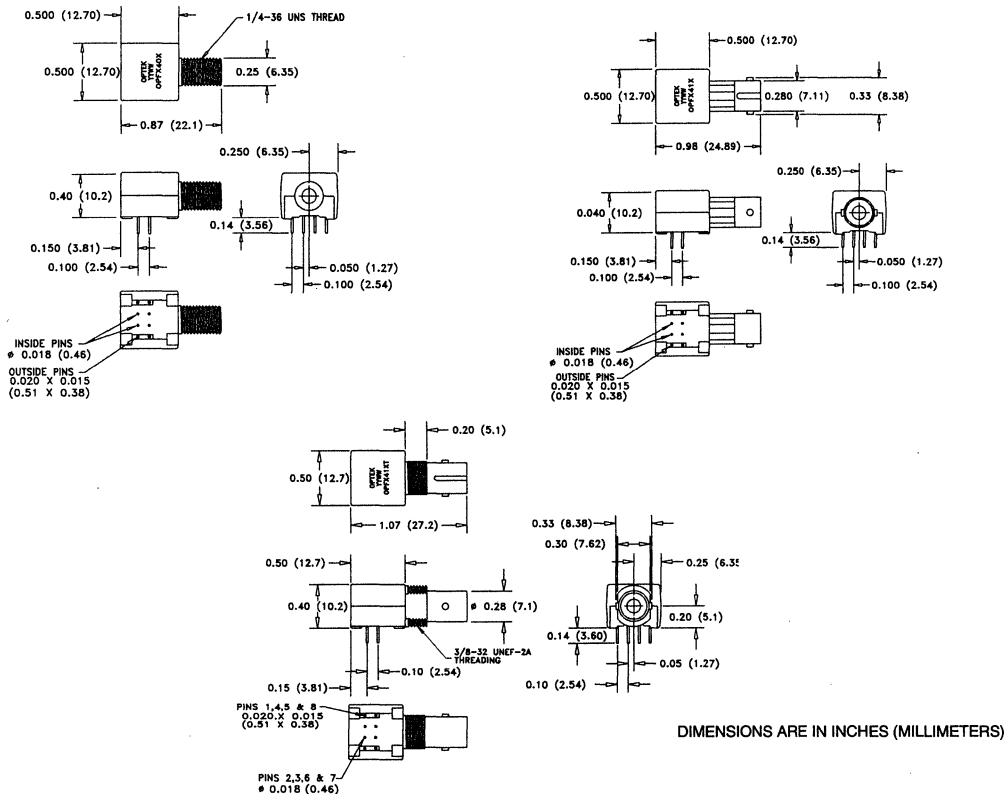 0.500 (12.70)
1/4-36 UNS THREAD
0.500 (12.70)
OPTEK
YYWW
OPFX40X
0.25 (6.35)
0.87 (22.1)
0.250 (6.35)
0.40 (10.2)
0.14 (3.56)
0.150 (3.81)
0.050 (1.27)
0.100 (2.54)
0.100 (2.54)
INSIDE PINS
ø 0.018 (0.46)
OUTSIDE PINS
0.020 X 0.015
(0.51 X 0.38)
0.500 (12.70)
0.500 (12.70)
OPTEK
YYWW
OPFX41X
0.280 (7.11)
0.33 (8.38)
0.98 (24.89)
0.250 (6.35)
0.040 (10.2)
0.14 (3.56)
0.150 (3.81)
0.050 (1.27)
0.100 (2.54)
0.100 (2.54)
INSIDE PINS
ø 0.018 (0.46)
OUTSIDE PINS
0.020 X 0.015
(0.51 X 0.38)
0.20 (5.1)
0.50 (12.7)
OPTEK
YYWW
OPFX41XT
1.07 (27.2)
0.50 (12.7)
0.40 (10.2)
ø 0.28 (7.1)
3/8-32 UNEF-2A
THREADING
0.10 (2.54)
0.15 (3.81)
0.33 (8.38)
0.30 (7.62)
0.25 (6.35
0.20 (5.1)
0.14 (3.60)
0.05 (1.27)
0.10 (2.54)
PINS 1,4,5 & 8
0.020 X 0.015
(0.51 X 0.38)
PINS 2,3,6 & 7
ø 0.018 (0.46)
DIMENSIONS ARE IN INCHES (MILLIMETERS)